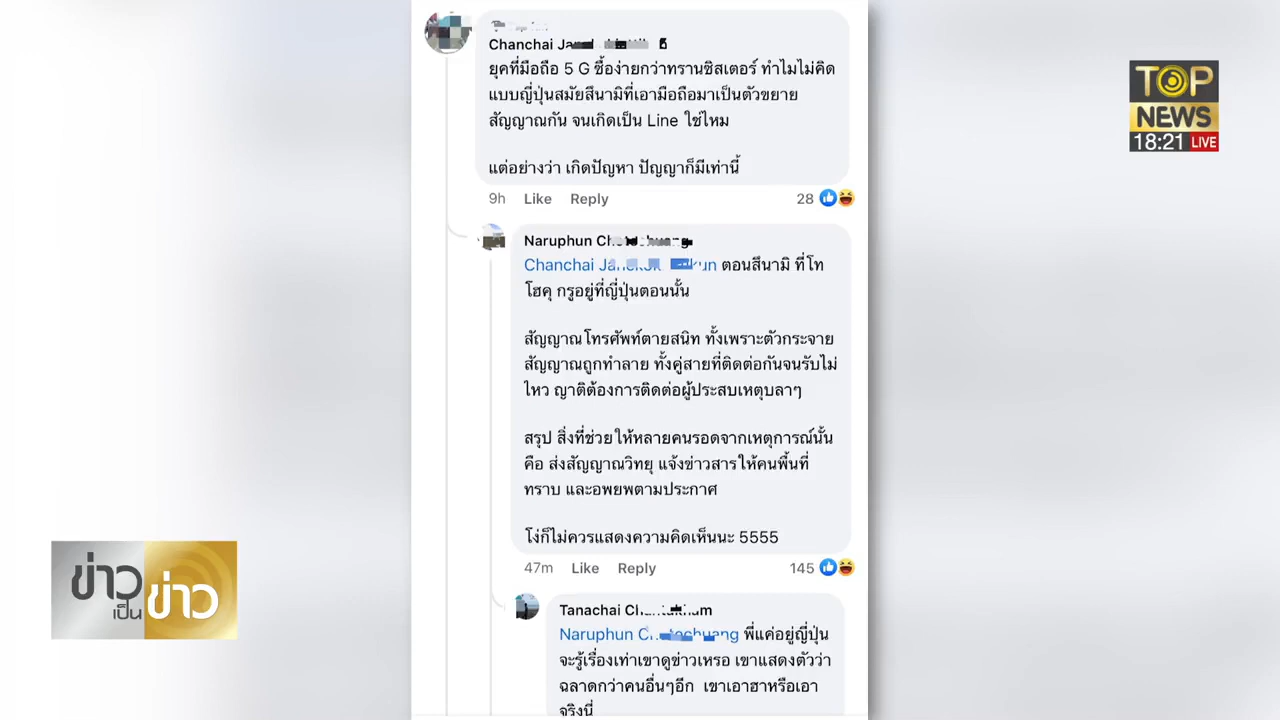 Chanchai
ยุคที่มือถือ 5 G ซื้อง่ายกว่าทรานซิสเตอร์ ทำไมไม่คิด
แบบญี่ปุ่นสมัยสึนามิที่เอามือถือมาเป็นตัวขยาย
สัญญาณกัน จนเกิดเป็น Line ใช่ไหม
แต่อย่างว่า เกิดปัญหา ปัญญาก็มีเท่านี้
9h Like Reply 28
Naruphun
Chanchai ตอนสึนามิ ที่โท
โฮคุ กรูอยู่ที่ญี่ปุ่นตอนนั้น
สัญญาณโทรศัพท์ตายสนิท ทั้งเพราะตัวกระจาย
สัญญาณถูกทำลาย ทั้งคู่สายที่ติดต่อกันจนรับไม่
ไหว ญาติต้องการติดต่อผู้ประสบเหตุบลาๆ
สรุป สิ่งที่ช่วยให้หลายคนรอดจากเหตุการณ์นั้น
คือ ส่งสัญญาณวิทยุ แจ้งข่าวสารให้คนพื้นที่
ทราบ และอพยพตามประกาศ
โง่ก็ไม่ควรแสดงความคิดเห็นนะ 5555
47m Like Reply 145
Tanachai
Naruphun พี่แค่อยู่ญี่ปุ่น
จะรู้เรื่องเท่าเขาดูข่าวเหรอ เขาแสดงตัวว่า
ฉลาดกว่าคนอื่นๆอีก เขาเอาฮาหรือเอา
จริงนี่
TOP
NEWS
18:21 LIVE
ข่าว
เป็น
ข่าว